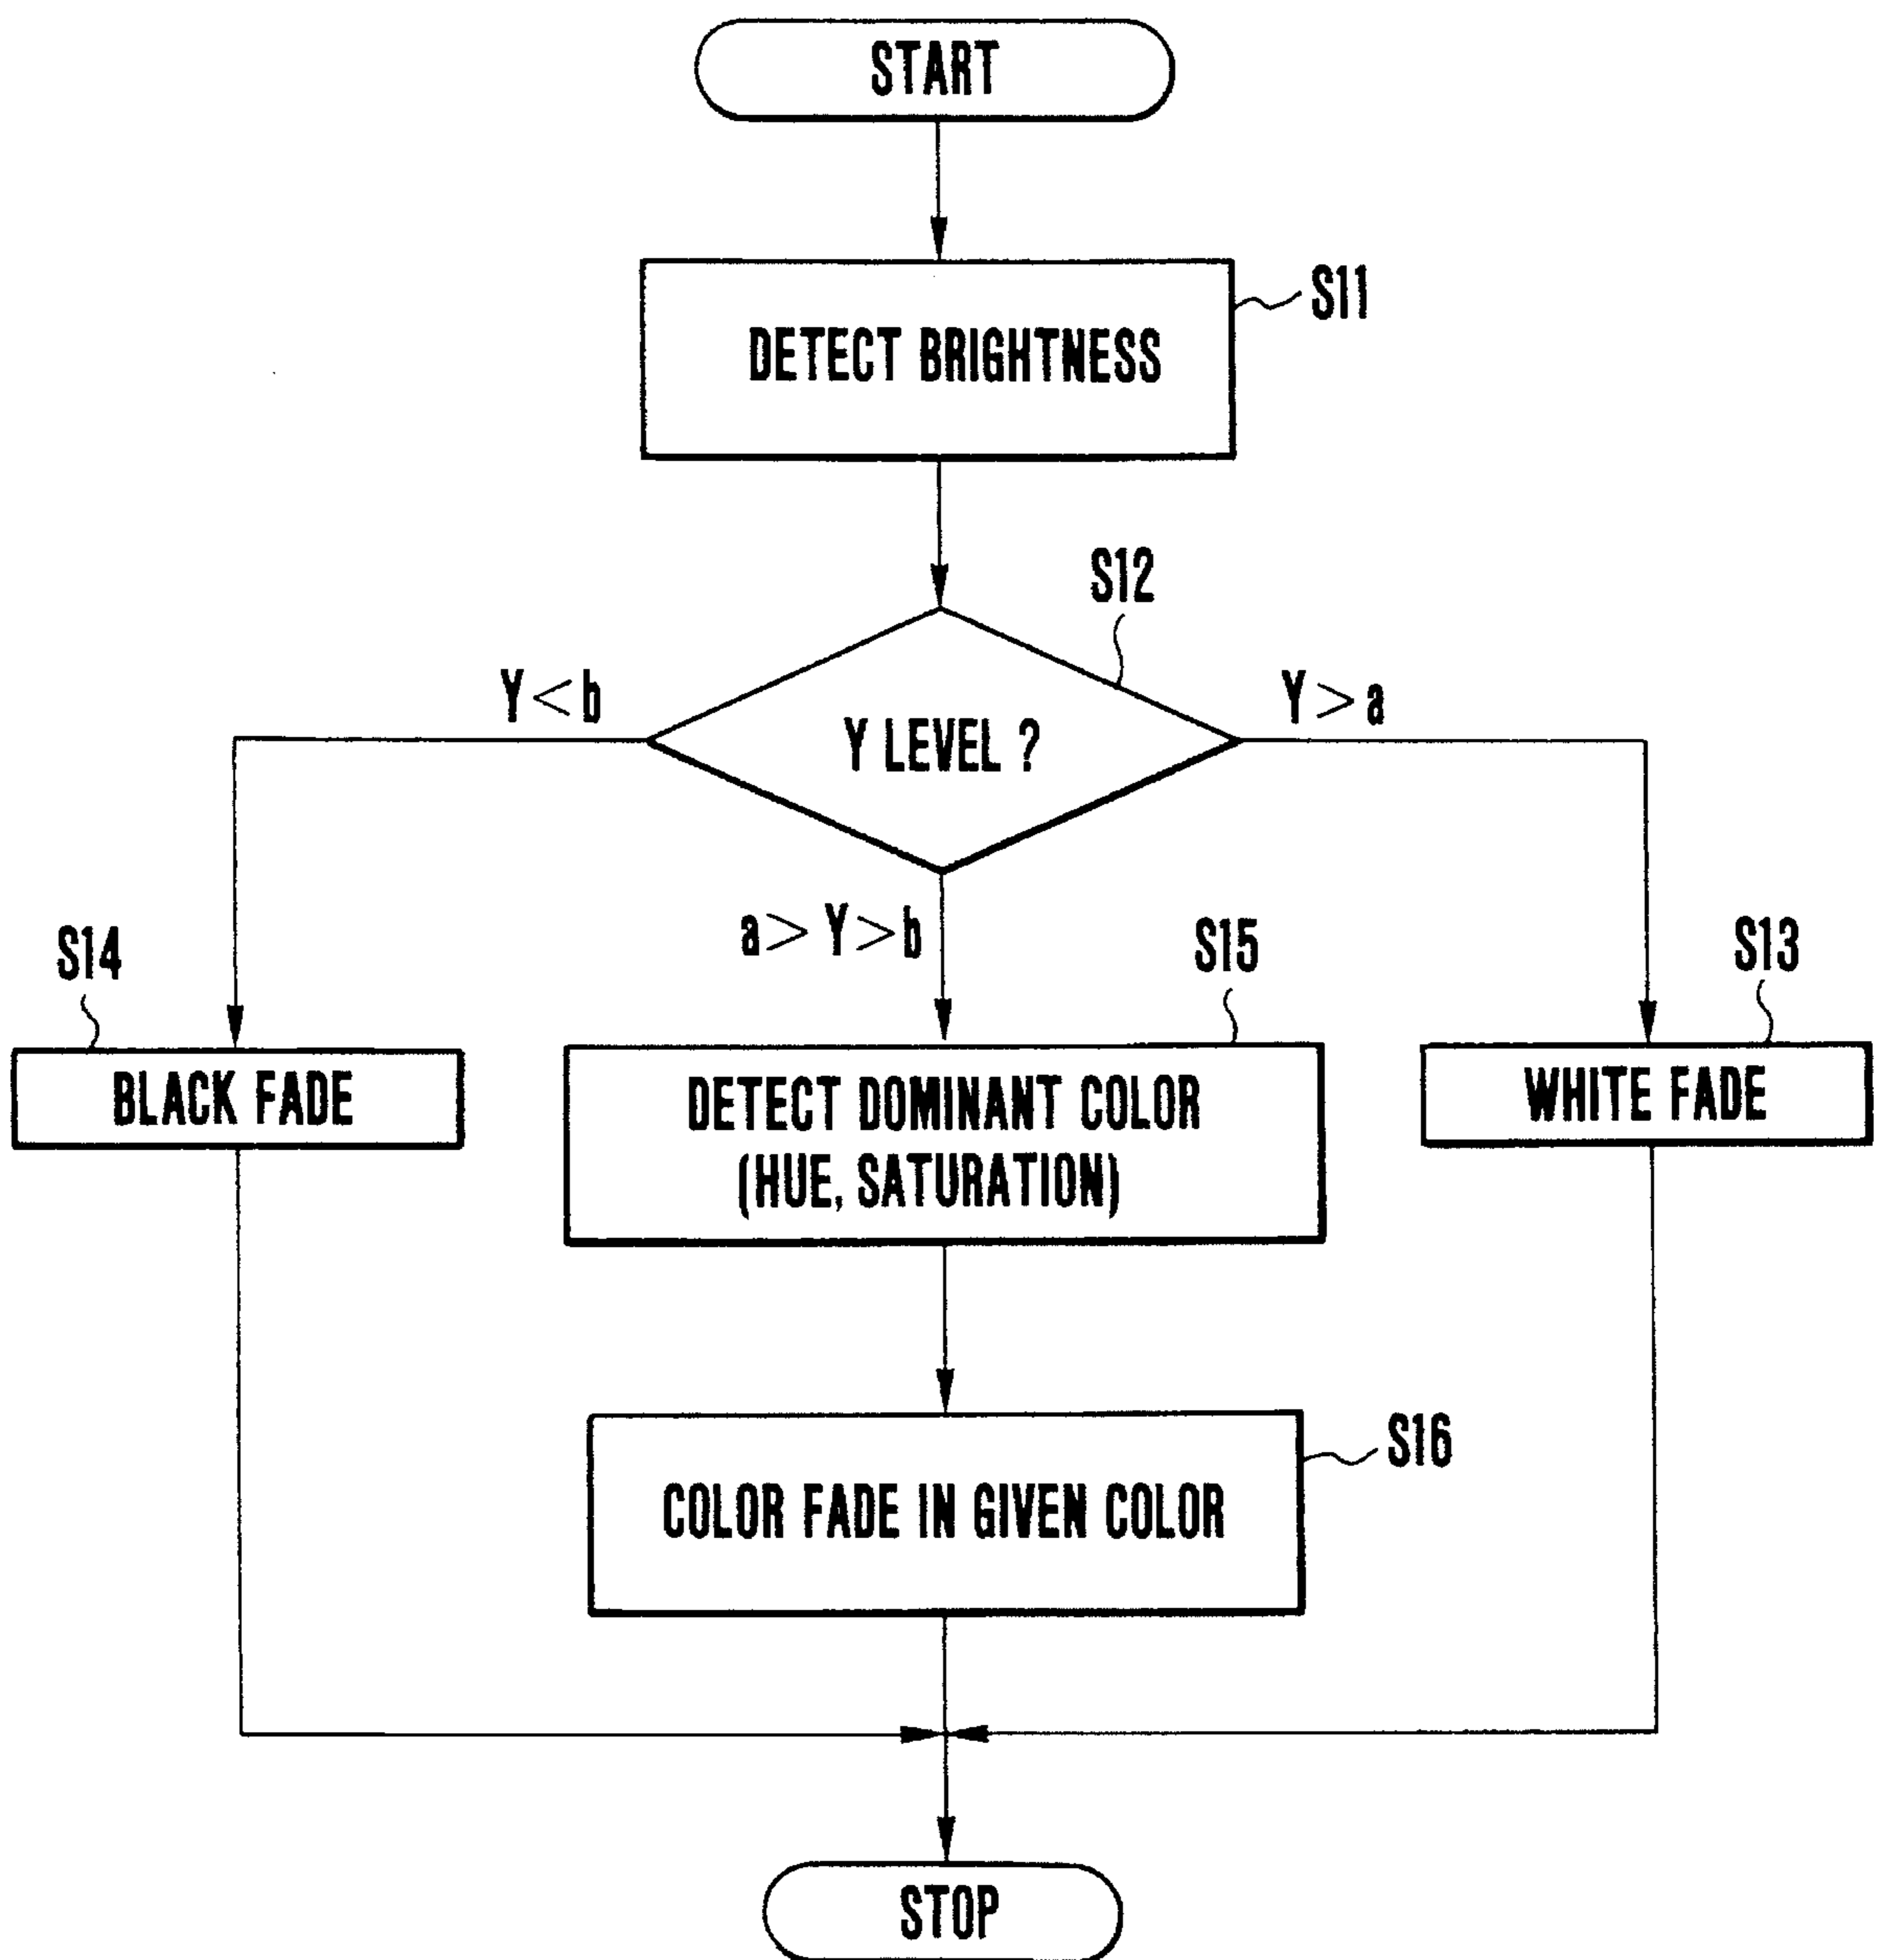 START
S11
DETECT BRIGHTNESS
S12
Y<b
Y>a
Y LEVEL ?
a> Y>b
S14
S15
S13
BLACK FADE
DETECT DOMINANT COLOR
(HUE, SATURATION)
WHITE FADE
S16
COLOR FADE IN GIVEN COLOR
STOP